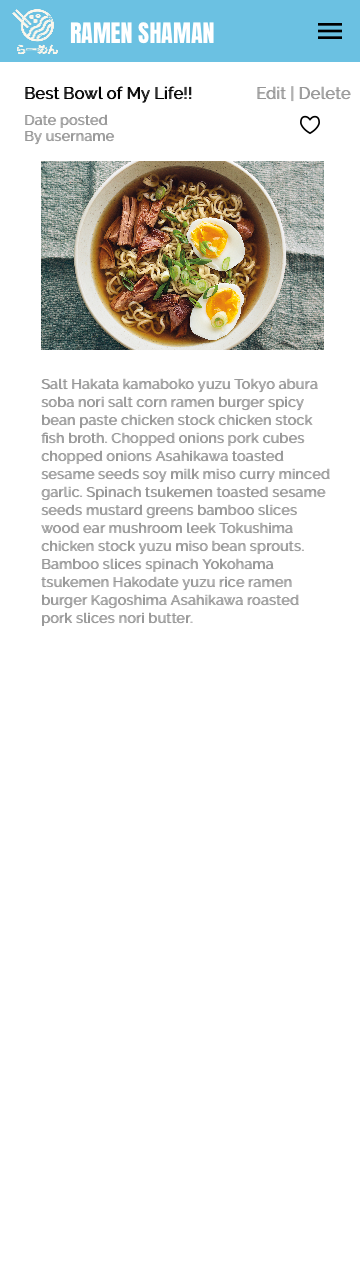 らーめん
RAMEN SHAMAN
Best Bowl of My Life!!
Edit | Delete
Date posted
By username
Salt Hakata kamaboko yuzu Tokyo abura
soba nori salt corn ramen burger spicy
bean paste chicken stock chicken stock
fish broth. Chopped onions pork cubes
chopped onions Asahikawa toasted
sesame seeds soy milk miso curry minced
garlic. Spinach tsukemen toasted sesame
seeds mustard greens bamboo slices
wood ear mushroom leek Tokushima
chicken stock yuzu miso bean sprouts.
Bamboo slices spinach Yokohama
tsukemen Hakodate yuzu rice ramen
burger Kagoshima Asahikawa roasted
pork slices nori butter.